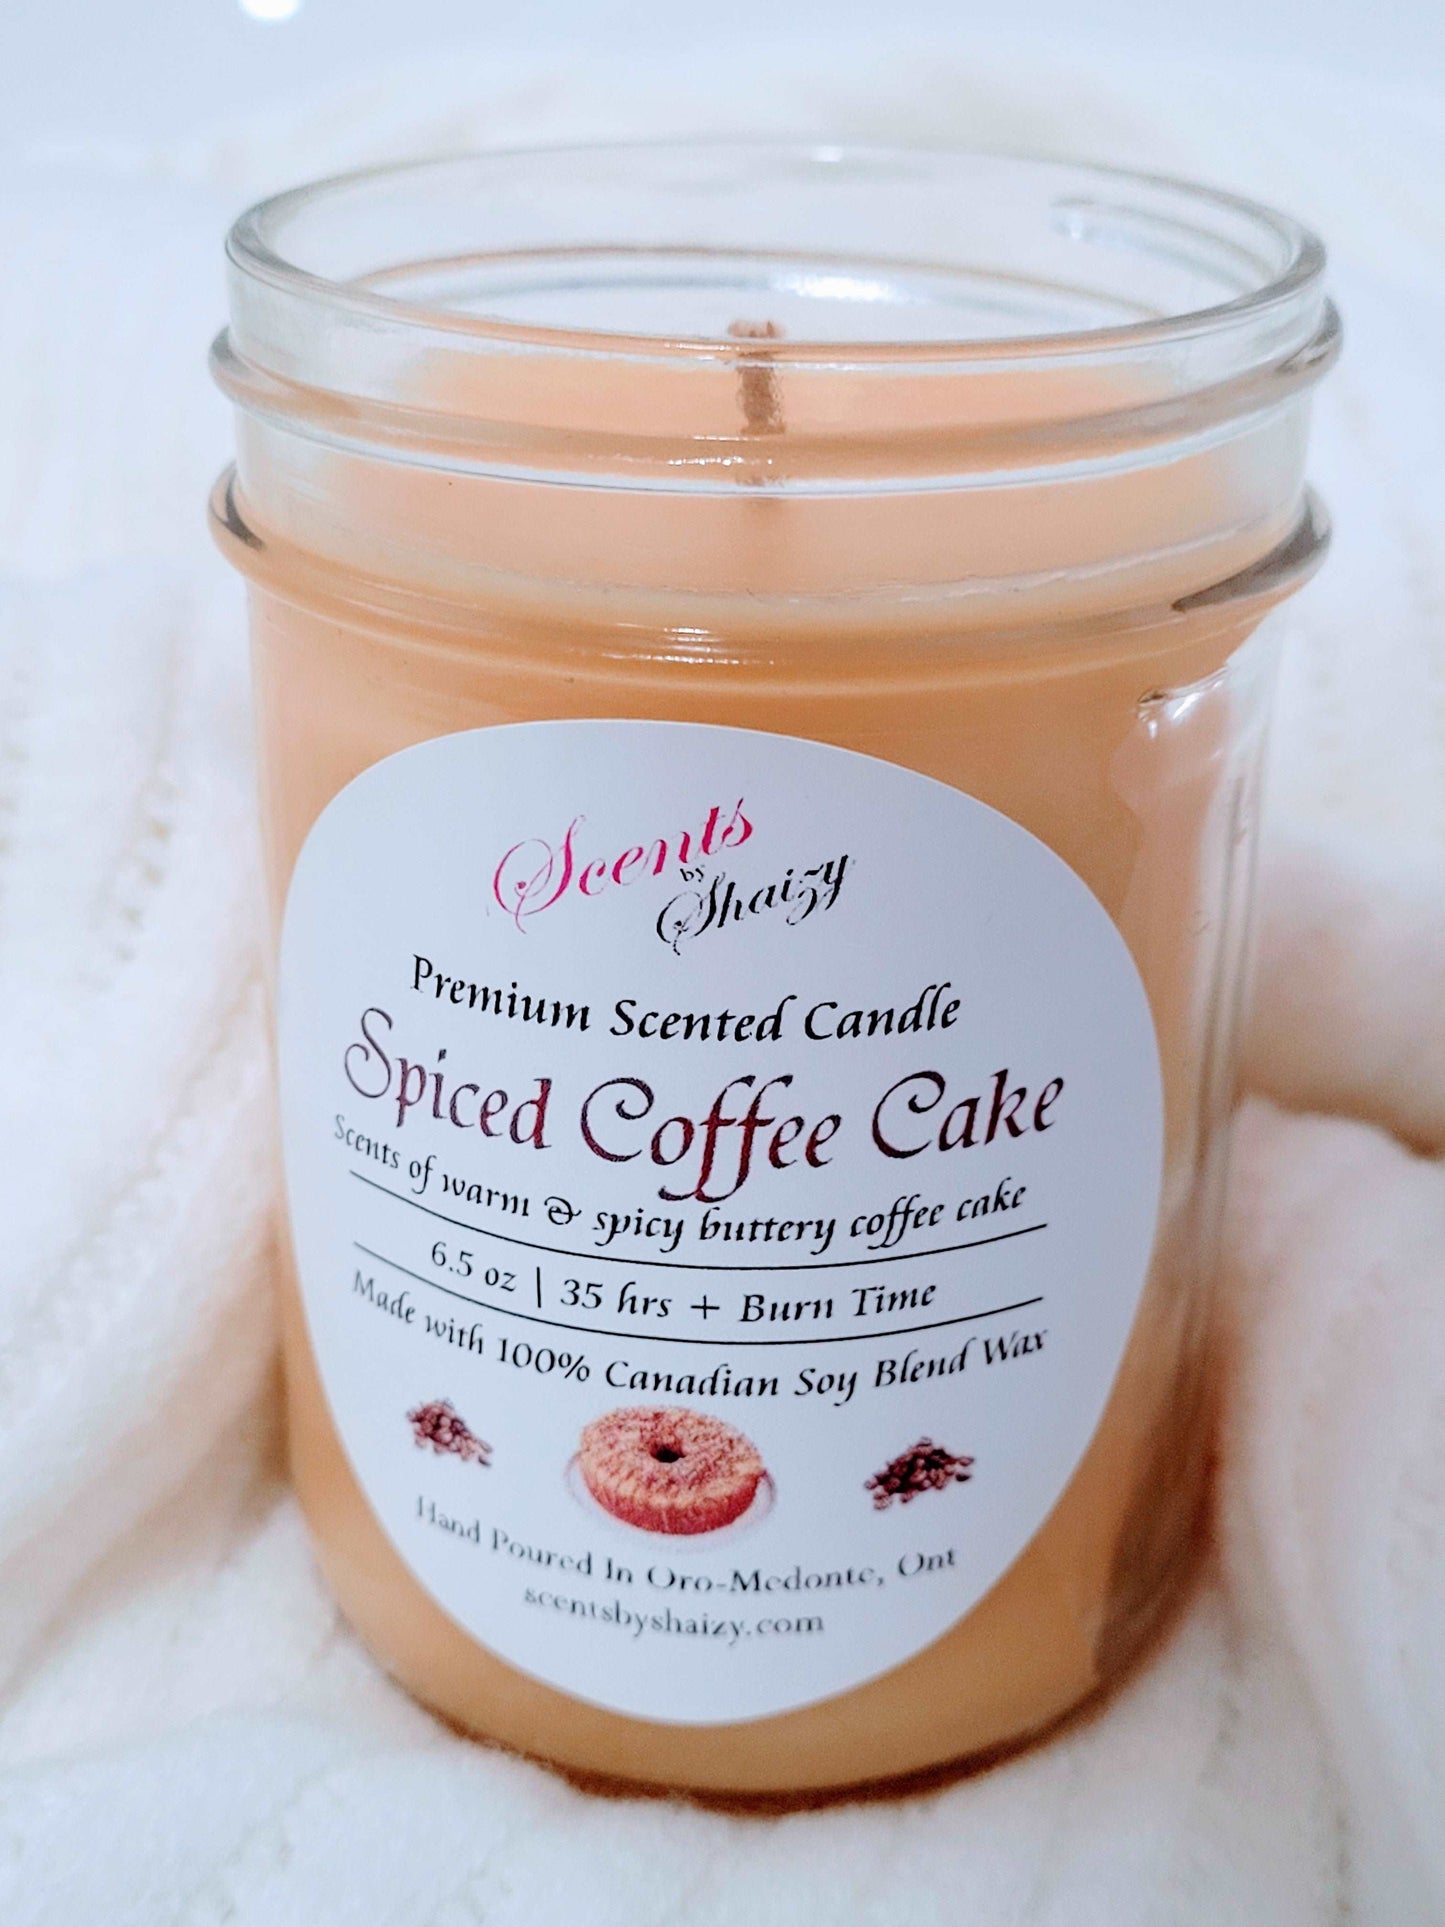 Scents
by
Shaizy
Premium Scented Candle
Spiced Coffee Cake
Scents of warm & spicy buttery coffee cake
6.5 oz | 35 hrs + Burn Time
Made with 100% Canadian Soy Blend Wax
Hand Poured In Oro-Medonte, Ont
scentsbyshaizy.com